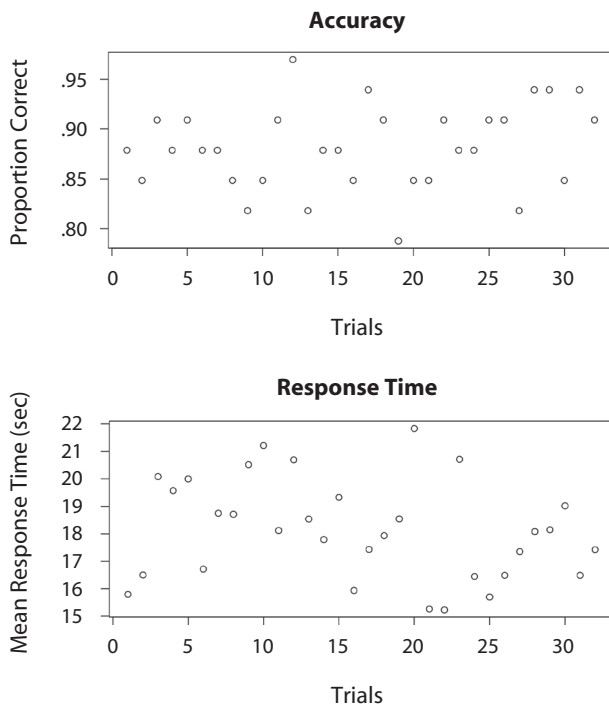 Accuracy
Proportion Correct
.95
.90
.85
.80
0 5 10 15 20 25 30
Trials
Response Time
Mean Response Time (sec)
22
21
20
19
18
17
16
15
0 5 10 15 20 25 30
Trials